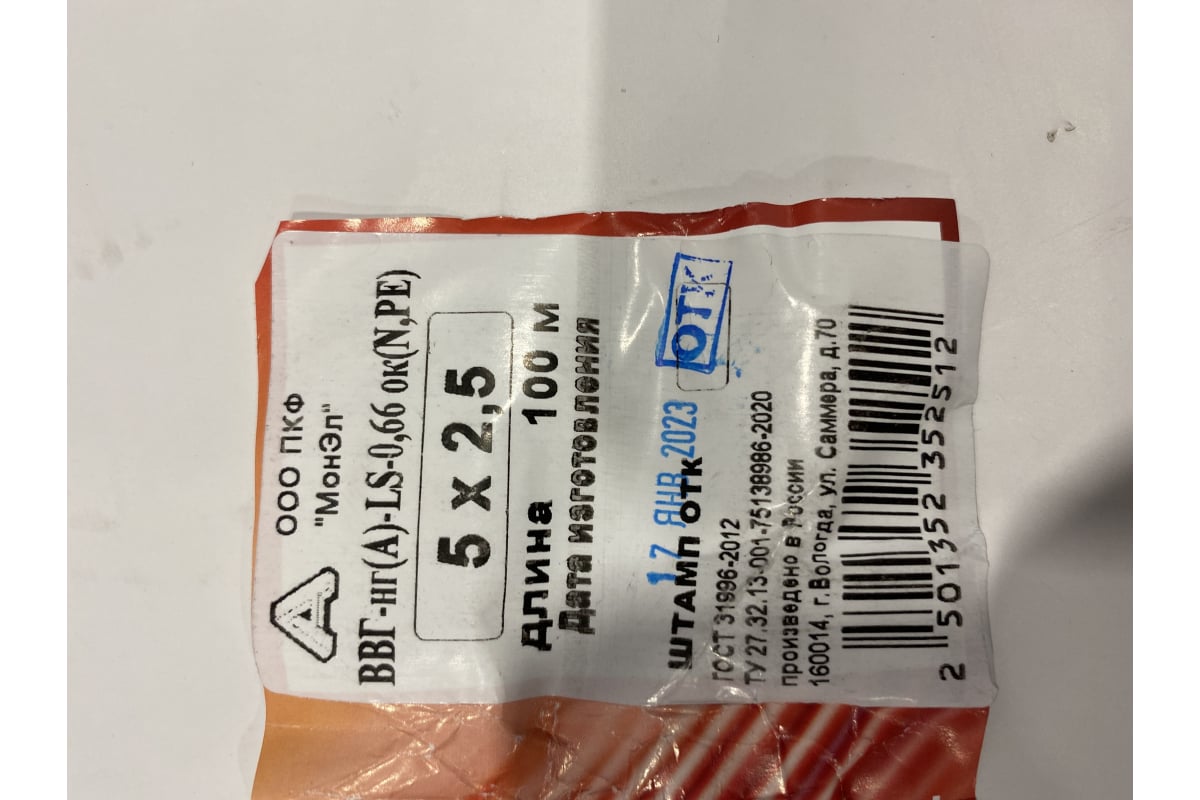 ООО ПКФ
"МонЭл"
ВВГ-нг(А)-LS-0,66 ок(N,PE)
5 x 2,5
длина 100 м
Дата изготовления
17 ЯНВ 2023
ШТАМП ОТК
ОТК
ГОСТ 31996-2012
ТУ 27.32.13-001-75138986-2020
произведено в России
160014, г.Вологда, ул. Саммера, д.70
2 501352 352512